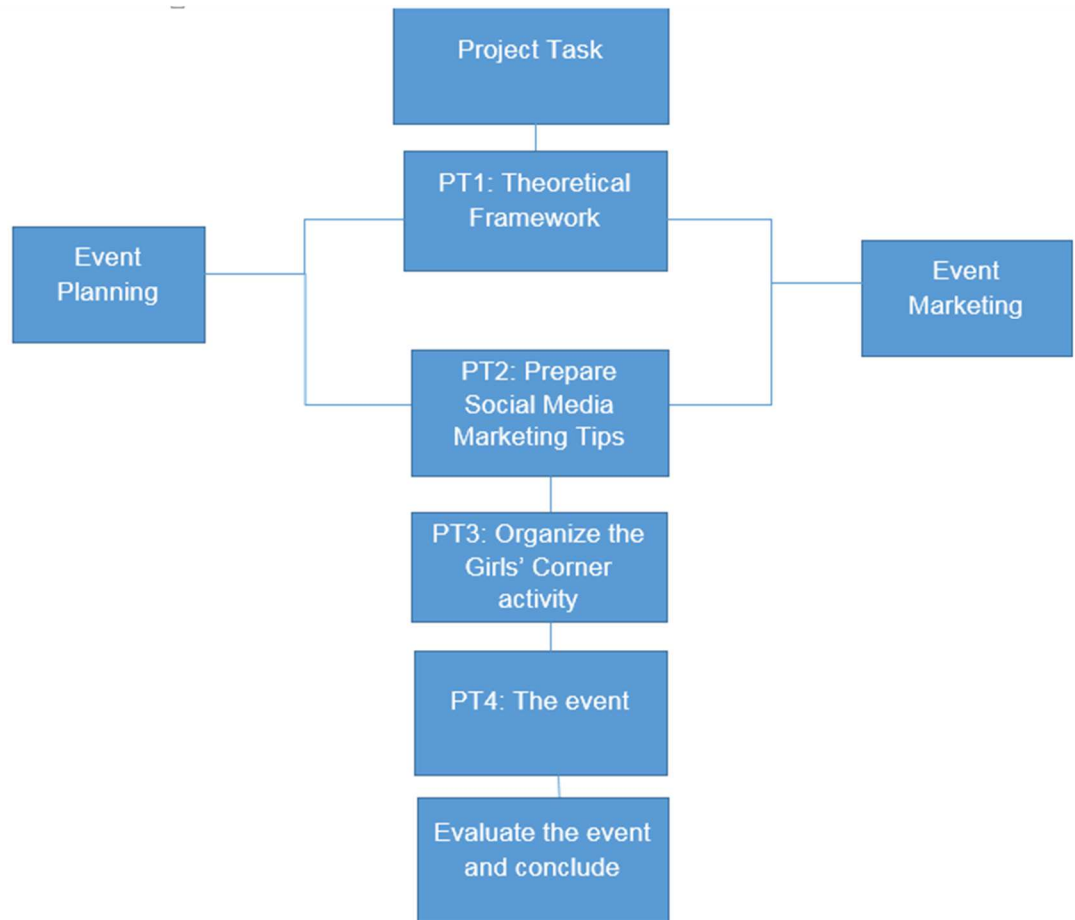 Project Task
PT1: Theoretical
Framework
Event
Planning
Event
Marketing
PT2: Prepare
Social Media
Marketing Tips
PT3: Organize the
Girls’ Corner
activity
PT4: The event
Evaluate the event
and conclude